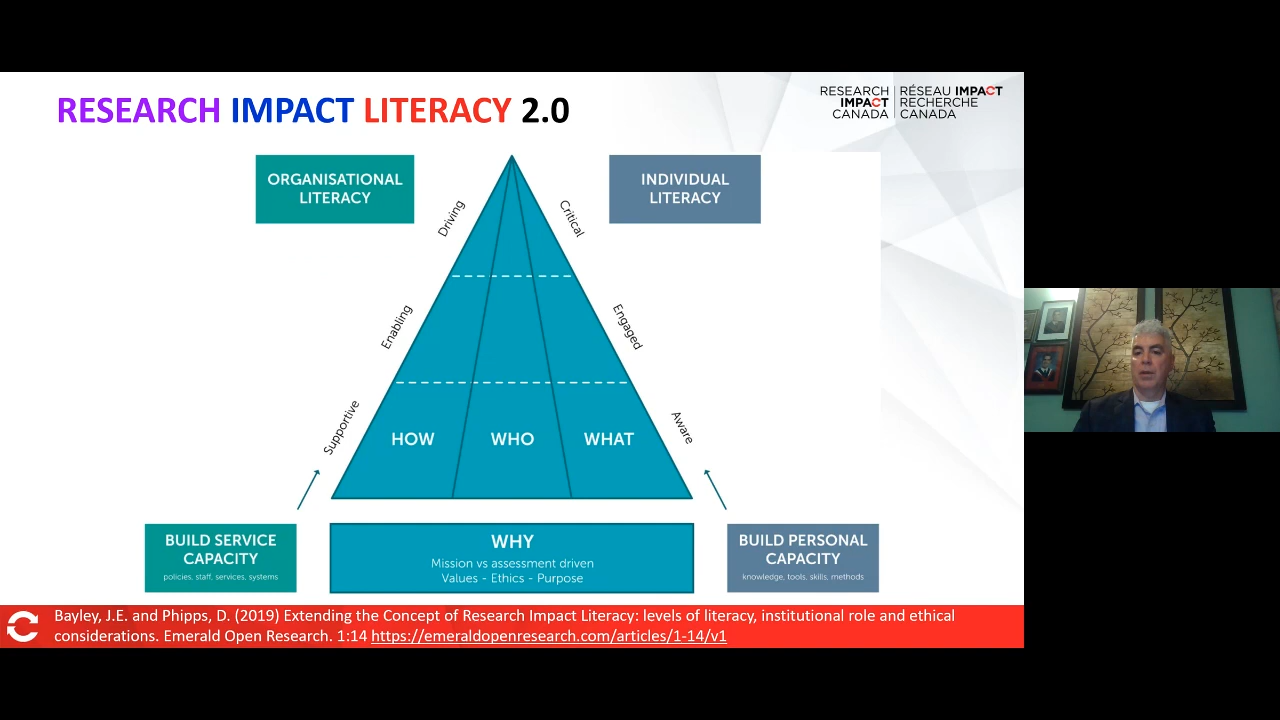 RESEARCH IMPACT LITERACY 2.0
RESEARCH
IMPACT
CANADA
RÉSEAU IMPACT
RECHERCHE
CANADA
ORGANISATIONAL
LITERACY
INDIVIDUAL
LITERACY
Driving
Critical
Enabling
Engaged
Supportive
Aware
HOW
WHO
WHAT
BUILD SERVICE
CAPACITY
policies, staff, services, systems
WHY
Mission vs assessment driven
Values - Ethics - Purpose
BUILD PERSONAL
CAPACITY
knowledge, tools, skills, methods
Bayley, J.E. and Phipps, D. (2019) Extending the Concept of Research Impact Literacy: levels of literacy, institutional role and ethical
considerations. Emerald Open Research. 1:14 https://emeraldopenresearch.com/articles/1-14/v1